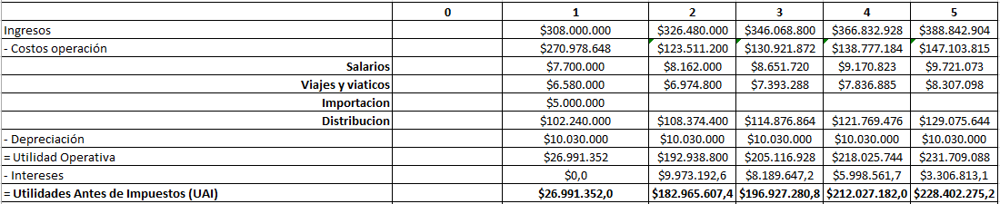 0 1 2 3 4 5
Ingresos $308.000.000 $326.480.000 $346.068.800 $366.832.928 $388.842.904
- Costos operación $270.978.648 $123.511.200 $130.921.872 $138.777.184 $147.103.815
Salarios $7.700.000 $8.162.000 $8.651.720 $9.170.823 $9.721.073
Viajes y viaticos $6.580.000 $6.974.800 $7.393.288 $7.836.885 $8.307.098
Importacion $5.000.000
Distribucion $102.240.000 $108.374.400 $114.876.864 $121.769.476 $129.075.644
- Depreciación $10.030.000 $10.030.000 $10.030.000 $10.030.000 $10.030.000
= Utilidad Operativa $26.991.352 $192.938.800 $205.116.928 $218.025.744 $231.709.088
- Intereses $0,0 $9.973.192,6 $8.189.647,2 $5.998.561,7 $3.306.813,1
= Utilidades Antes de Impuestos (UAI) $26.991.352,0 $182.965.607,4 $196.927.280,8 $212.027.182,0 $228.402.275,2